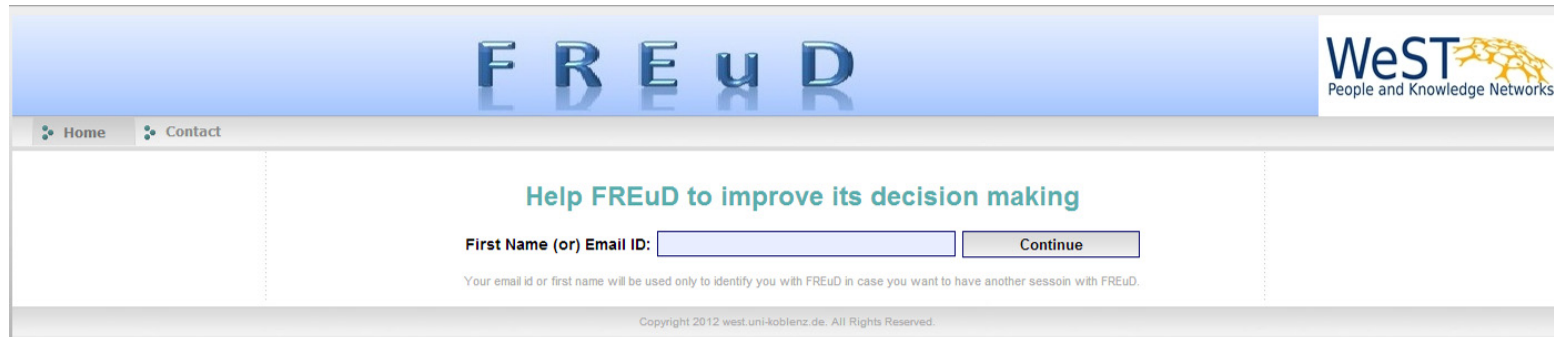 FREuD
WeST
People and Knowledge Networks
Home Contact
Help FREuD to improve its decision making
First Name (or) Email ID: Continue
Your email id or first name will be used only to identify you with FREuD in case you want to have another sessoin with FREuD.
Copyright 2012 west.uni-koblenz.de. All Rights Reserved.